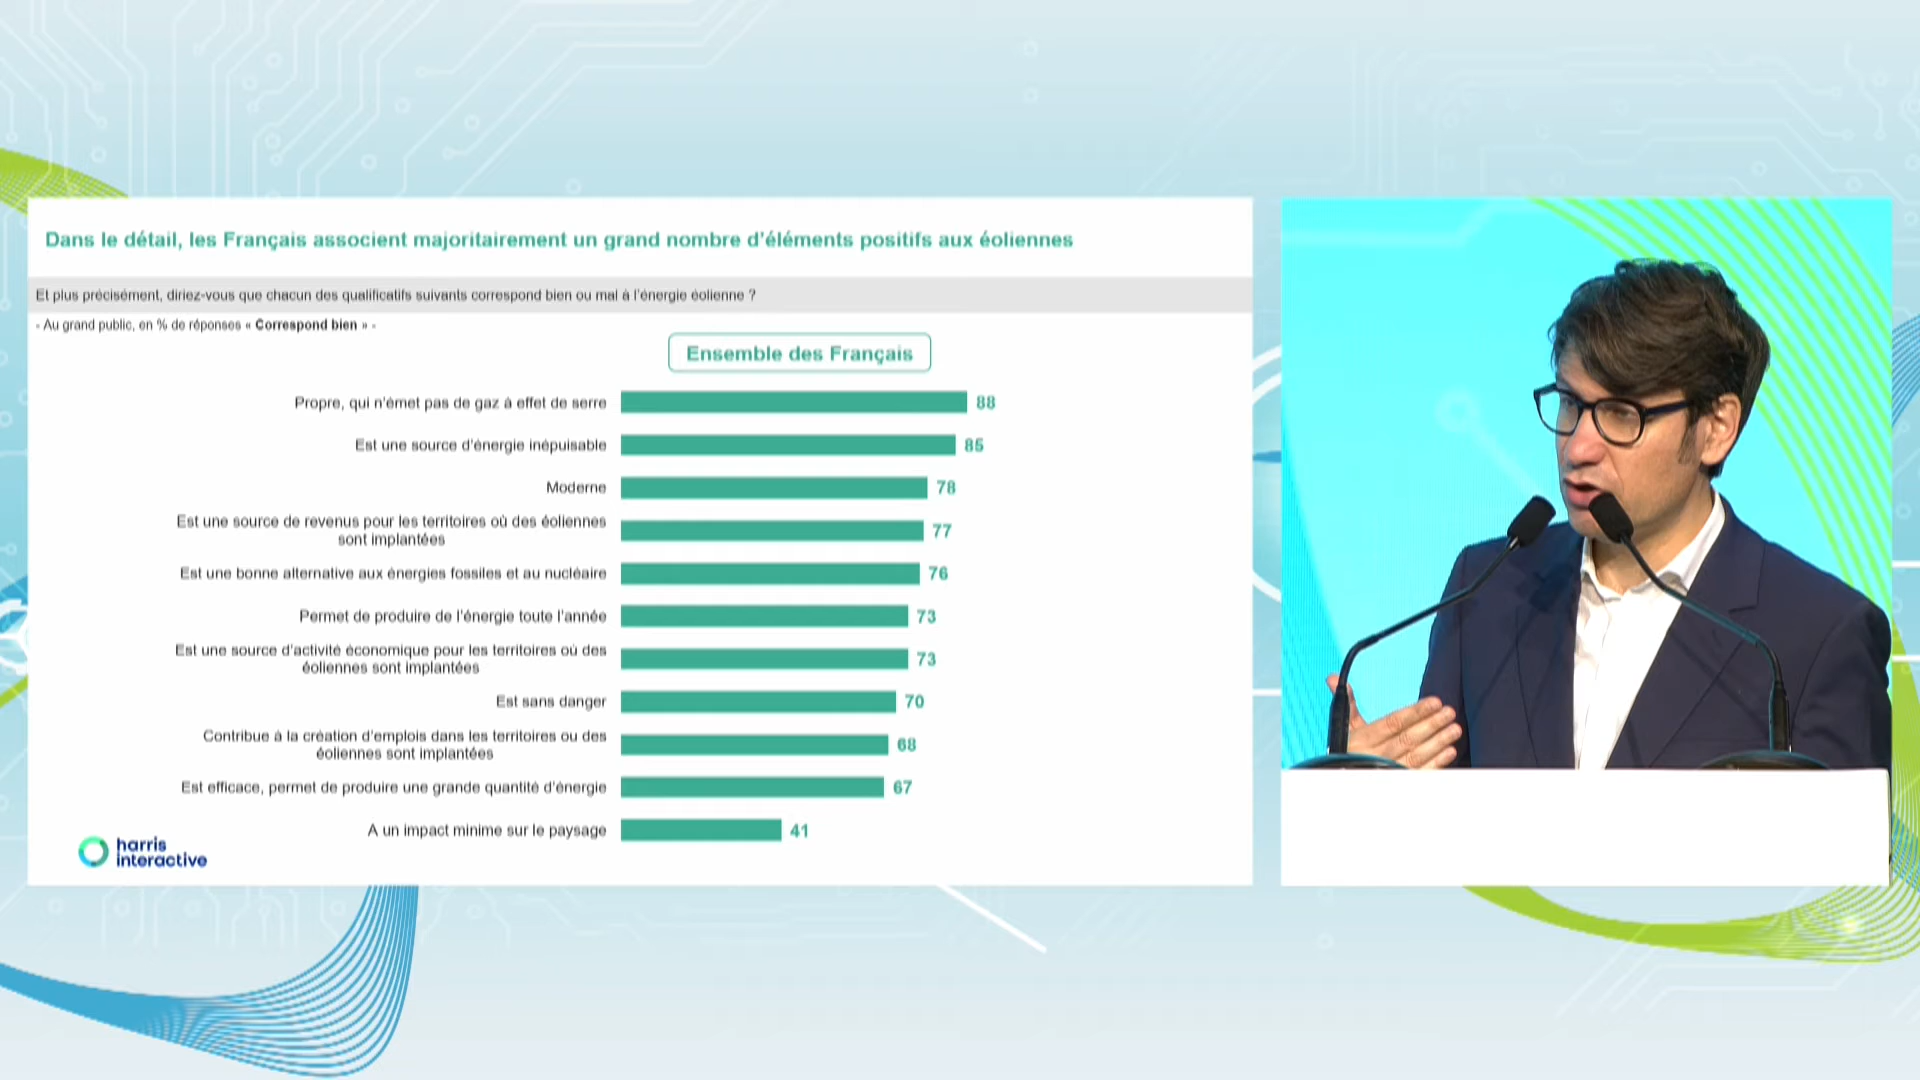 Dans le détail, les Français associent majoritairement un grand nombre d'éléments positifs aux éoliennes
Et plus précisément, diriez-vous que chacun des qualificatifs suivants correspond bien ou mal à l'énergie éolienne ?
- Au grand public, en % de réponses « Correspond bien » -
Ensemble des Français
Propre, qui n'émet pas de gaz à effet de serre 88
Est une source d'énergie inépuisable 85
Moderne 78
Est une source de revenus pour les territoires où des éoliennes
sont implantées 77
Est une bonne alternative aux énergies fossiles et au nucléaire 76
Permet de produire de l'énergie toute l'année 73
Est une source d'activité économique pour les territoires où des
éoliennes sont implantées 73
Est sans danger 70
Contribue à la création d'emplois dans les territoires ou des
éoliennes sont implantées 68
Est efficace, permet de produire une grande quantité d'énergie 67
A un impact minime sur le paysage 41
harris
interactive